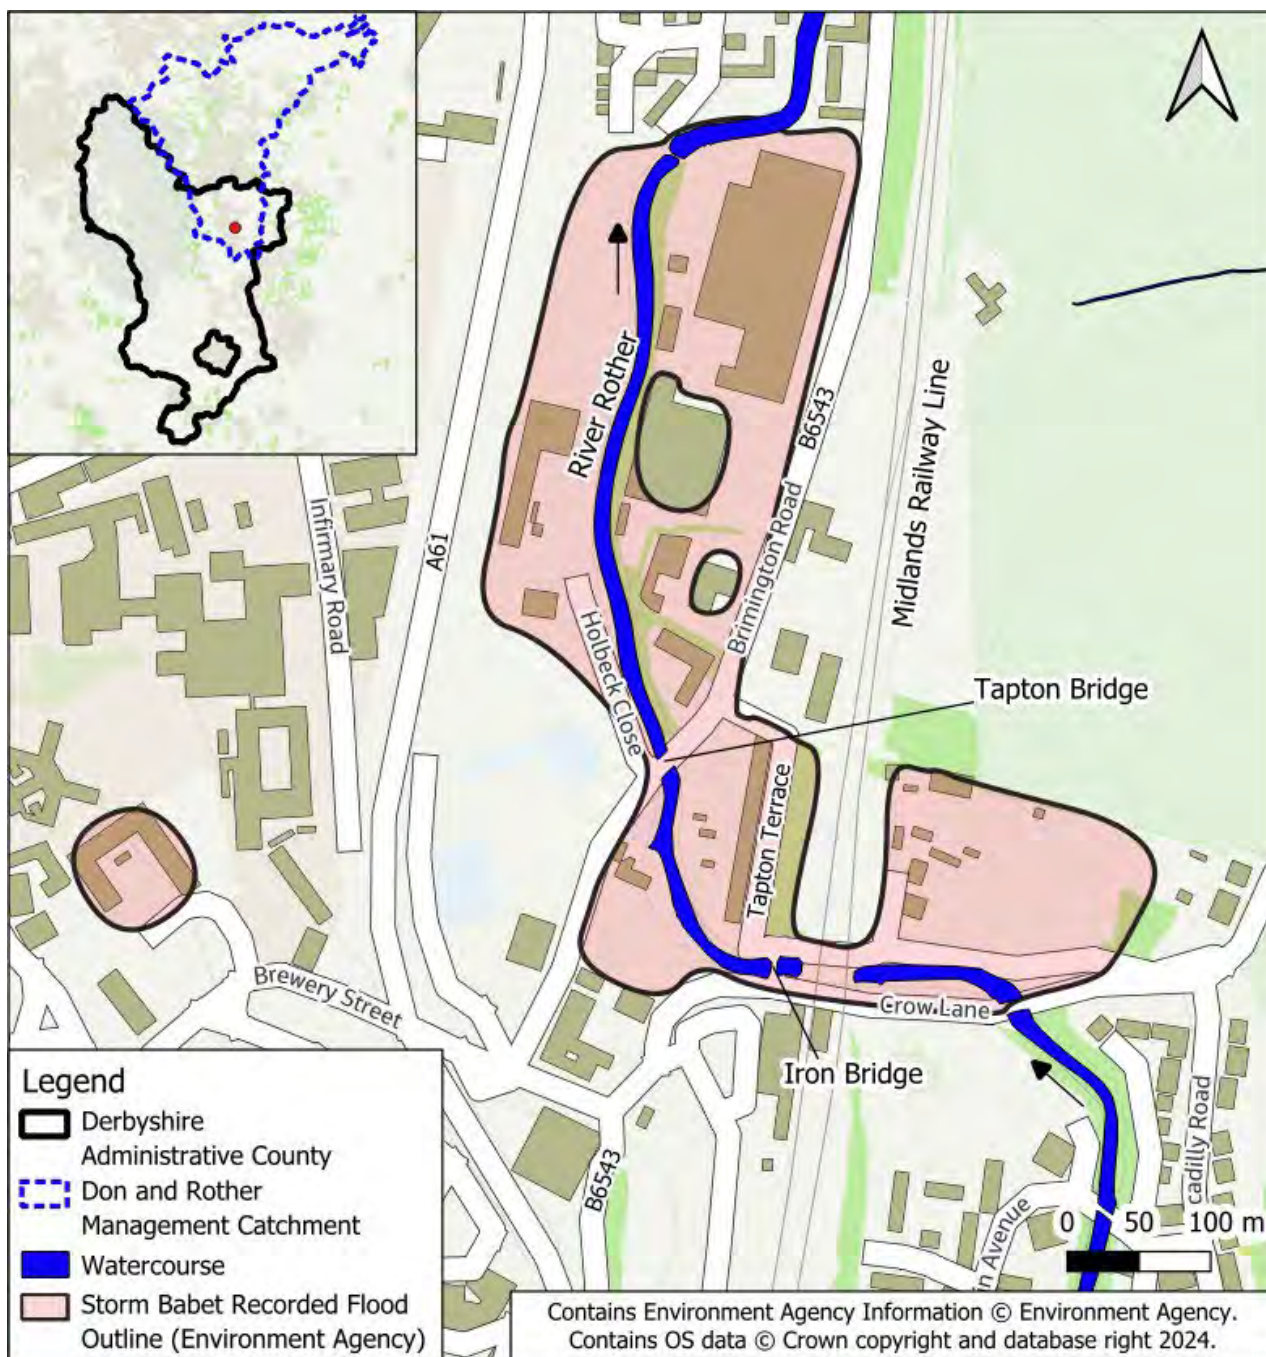 River Rother
B6543
Midlands Railway Line
A61
Infirmary Road
Brimington Road
Holbeck Close
Tapton Bridge
Tapton Terrace
Brewery Street
Crow Lane
Iron Bridge
B6543
cadilly Road
in Avenue
0 50 100 m
Legend
Derbyshire
Administrative County
Don and Rother
Management Catchment
Watercourse
Storm Babet Recorded Flood
Outline (Environment Agency)
Contains Environment Agency Information © Environment Agency.
Contains OS data © Crown copyright and database right 2024.